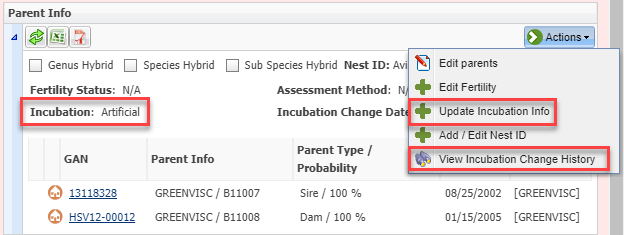 Parent Info
Actions
Genus Hybrid Species Hybrid Sub Species Hybrid Nest ID: Avi
Edit parents
Fertility Status: N/A Assessment Method: N/
Edit Fertility
Incubation: Artificial Incubation Change Date
Update Incubation Info
Add / Edit Nest ID
View Incubation Change History
GAN Parent Info Parent Type / Probability
13118328 GREENVISC / B11007 Sire / 100 % 08/25/2002 [GREENVISC]
HSV12-00012 GREENVISC / B11008 Dam / 100 % 01/15/2005 [GREENVISC]